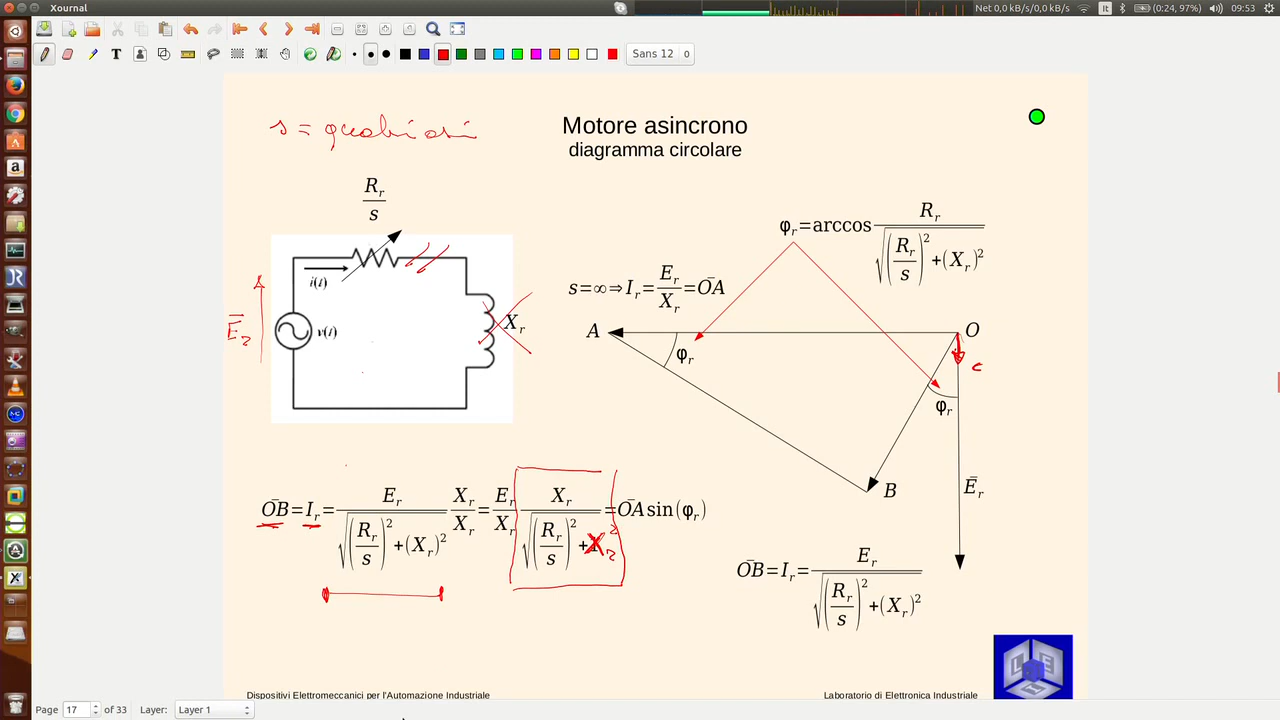 Xournal
Net 0,0 kB/s/0,0 kB/s
It
(0:24, 97%)
09:53
Sans 12
s = qualsiasi
Motore asincrono
diagramma circolare
R_r / s
φ_r=arccos R_r / √((R_r/s)²+(X_r)²)
s=∞⇒I_r= E_r/X_r =OA̅
i(t)
E̅₂
v(t)
X_r
A
O
φ_r
c
φ_r
B
E̅_r
OB̅=I_r= E_r / √((R_r/s)²+(X_r)²) X_r/X_r = E_r/X_r X_r / √((R_r/s)²+X₂² =OA̅ sin(φ_r)
OB̅=I_r= E_r / √((R_r/s)²+(X_r)²)
LEI
Dispositivi Elettromeccanici per l'Automazione Industriale
Laboratorio di Elettronica Industriale
Page 17 of 33 Layer: Layer 1